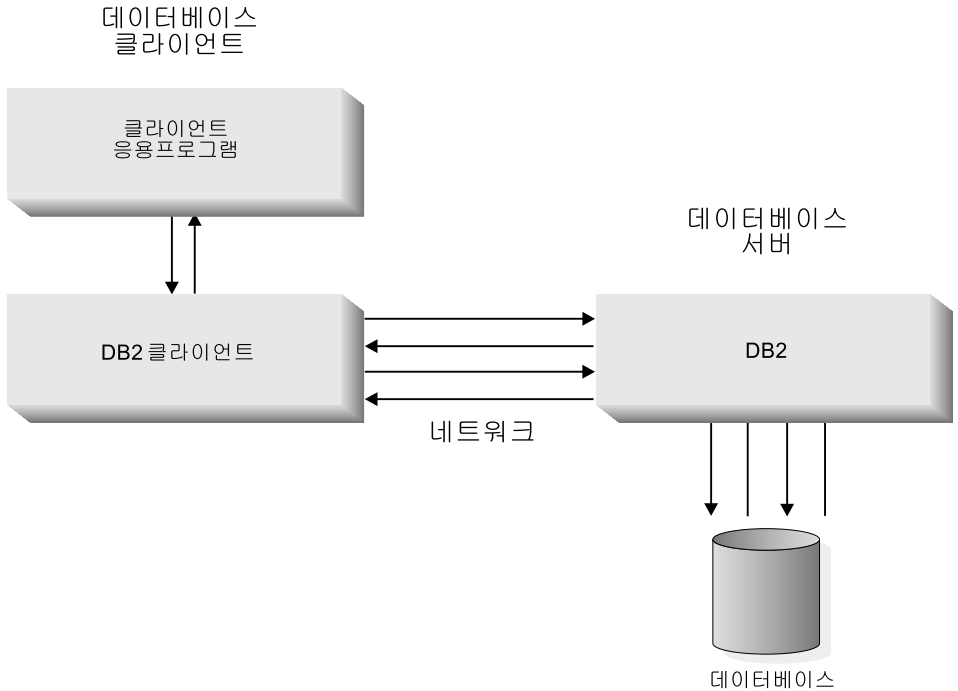 데이터베이스
클라이언트
클라이언트
응용프로그램
데이터베이스
서버
DB2 클라이언트
DB2
네트워크
데이터베이스